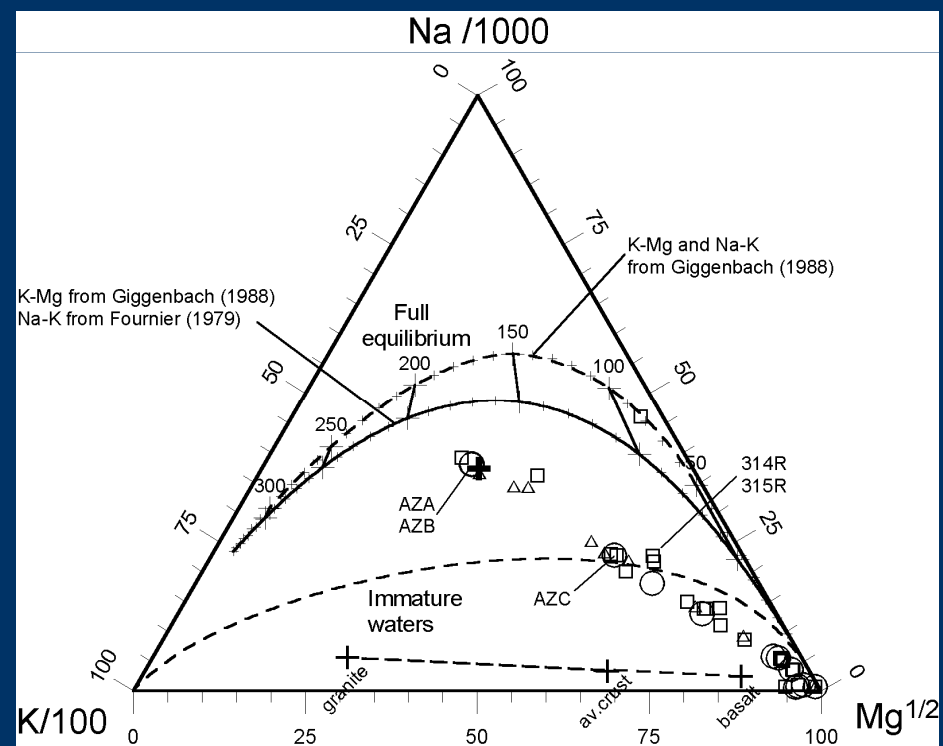 Na /1000
0
100
25
75
K-Mg and Na-K
from Giggenbach (1988)
K-Mg from Giggenbach (1988)
Na-K from Fournier (1979)
Full
equilibrium
150
200
100
50
50
250
300
50
314R
315R
AZA
AZB
75
25
AZC
Immature
waters
100
0
granite
av.crust
basalt
K/100
Mg1/2
0
25
50
75
100